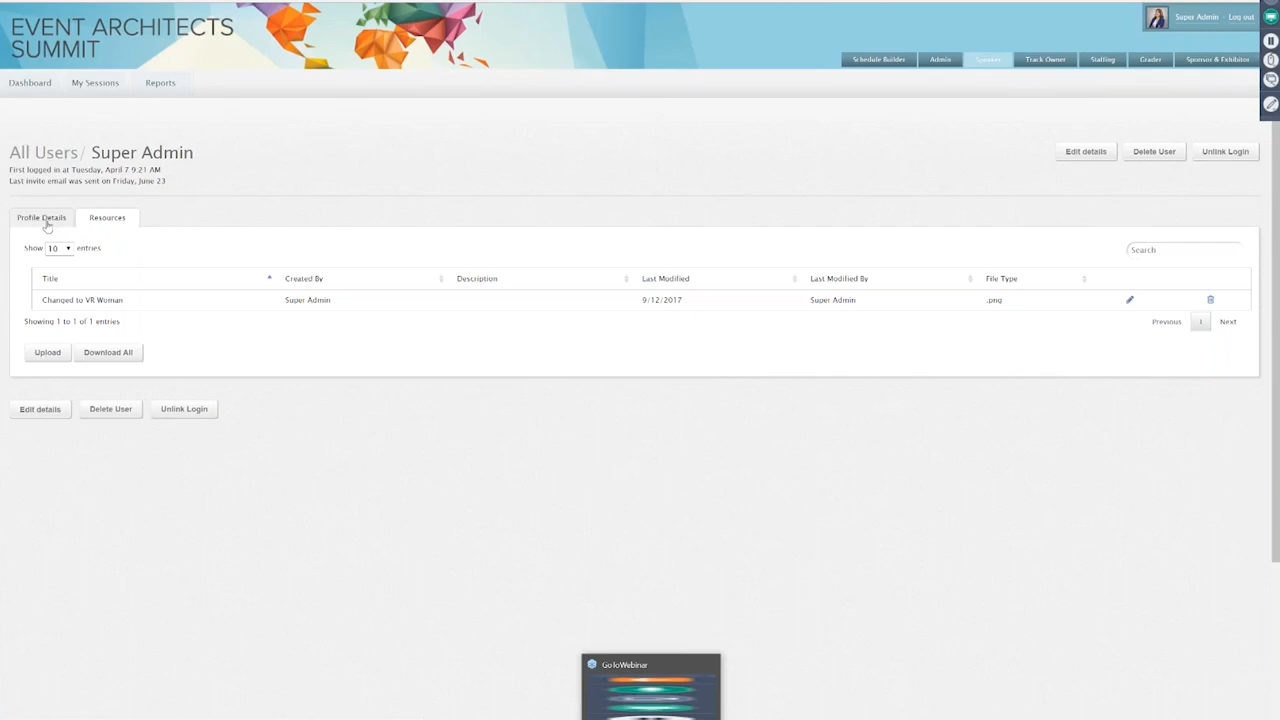 EVENT ARCHITECTS
SUMMIT
Super Admin - Log out
Schedule Builder Admin Speaker Track Owner Staffing Grader Sponsor & Exhibitor
Dashboard My Sessions Reports
All Users / Super Admin
Edit details Delete User Unlink Login
First logged in at Tuesday, April 7 9:21 AM
Last invite email was sent on Friday, June 23
Profile Details Resources
Show 10 entries
Search
Title Created By Description Last Modified Last Modified By File Type
Changed to VR Woman Super Admin 9/12/2017 Super Admin .png
Showing 1 to 1 of 1 entries
Previous 1 Next
Upload Download All
Edit details Delete User Unlink Login
GoToWebinar